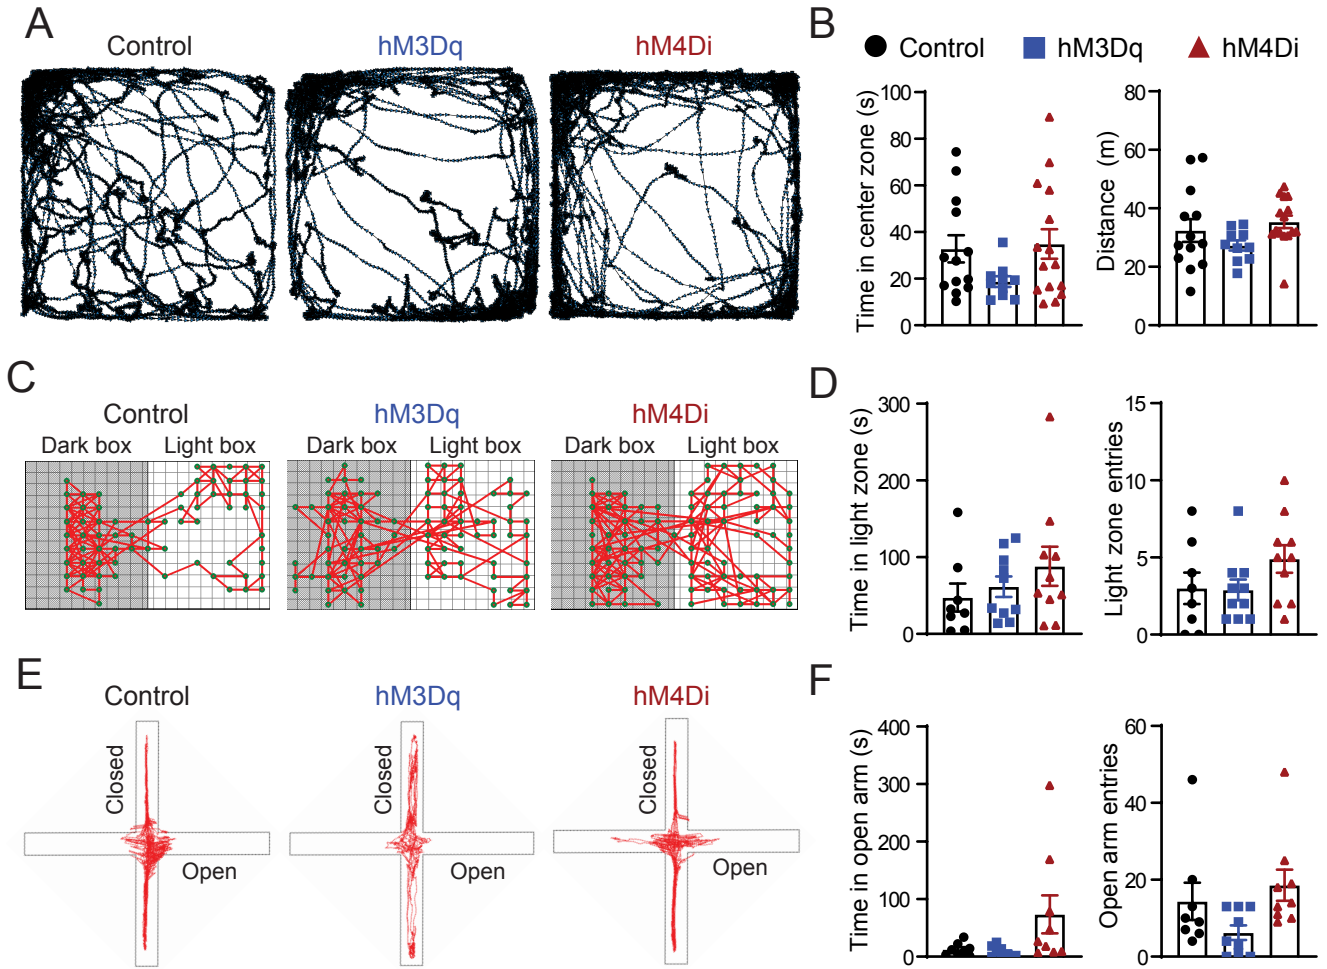 A
Control
hM3Dq
hM4Di
B
Control
hM3Dq
hM4Di
Time in center zone (s)
100
80
60
40
20
0
Distance (m)
80
60
40
20
0
C
Control
hM3Dq
hM4Di
Dark box
Light box
Dark box
Light box
Dark box
Light box
D
Time in light zone (s)
300
200
100
0
Light zone entries
15
10
5
0
E
Control
hM3Dq
hM4Di
Closed
Open
Closed
Open
Closed
Open
F
Time in open arm (s)
400
300
200
100
0
Open arm entries
60
40
20
0